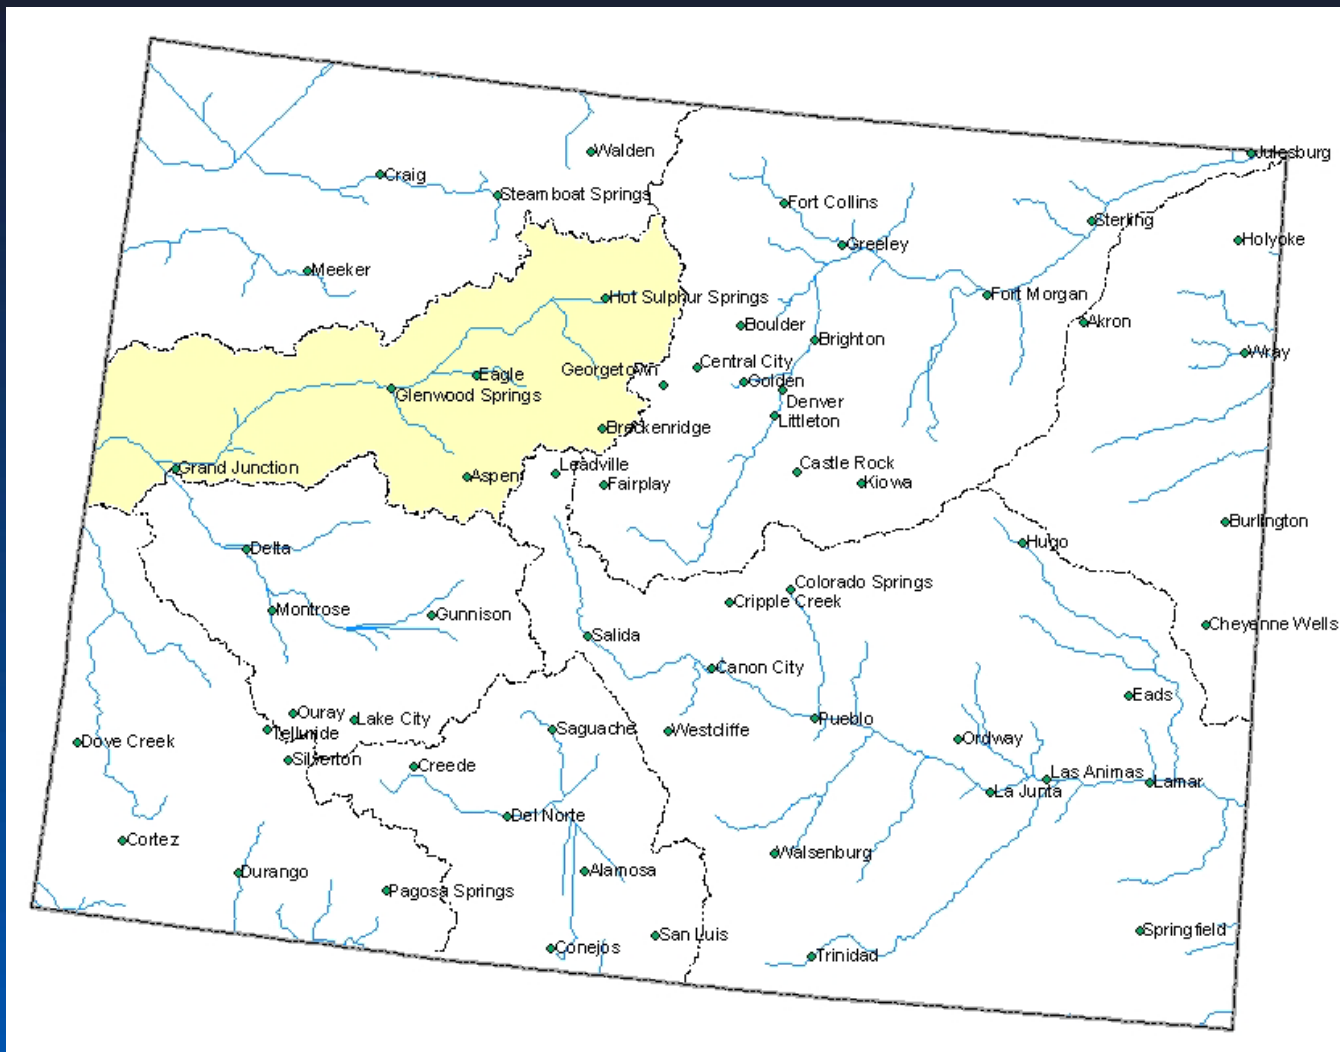 Julesburg
Walden
Craig
Steamboat Springs
Fort Collins
Sterling
Holyoke
Greeley
Meeker
Hot Sulphur Springs
Fort Morgan
Boulder
Akron
Brighton
Wray
Central City
Georgetown
Eagle
Golden
Glenwood Springs
Denver
Littleton
Breckenridge
Castle Rock
Leadville
Grand Junction
Aspen
Fairplay
Kiowa
Burlington
Hugo
Delta
Colorado Springs
Cripple Creek
Montrose
Gunnison
Cheyenne Wells
Salida
Canon City
Eads
Ouray
Lake City
Pueblo
Telluride
Saguache
Westcliffe
Dove Creek
Ordway
Silverton
Creede
Las Animas
Lamar
La Junta
Del Norte
Cortez
Walsenburg
Durango
Alamosa
Pagosa Springs
Springfield
San Luis
Conejos
Trinidad